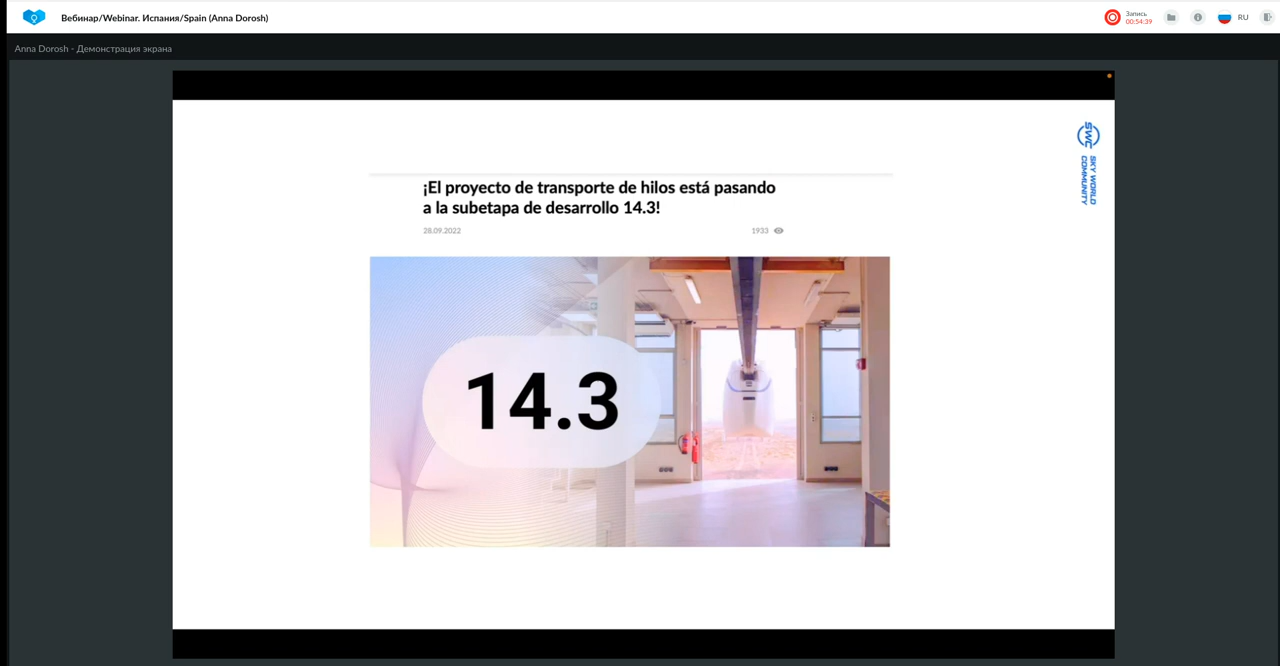 Вебинар/Webinar. Испания/Spain (Anna Dorosh)
Запись
00:54:39
RU
Anna Dorosh - Демонстрация экрана
SWC
SKY WORLD
COMMUNITY
¡El proyecto de transporte de hilos está pasando
a la subetapa de desarrollo 14.3!
28.09.2022
1933
14.3